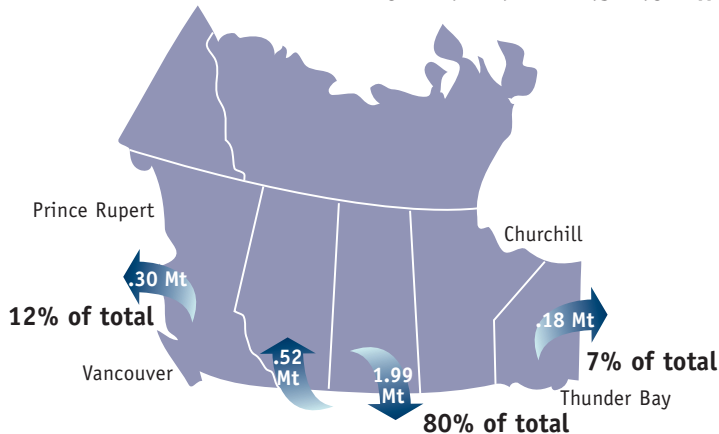 Prince Rupert
Churchill
.30 Mt
12% of total
.18 Mt
.52
Mt
1.99
Mt
7% of total
Vancouver
Thunder Bay
80% of total